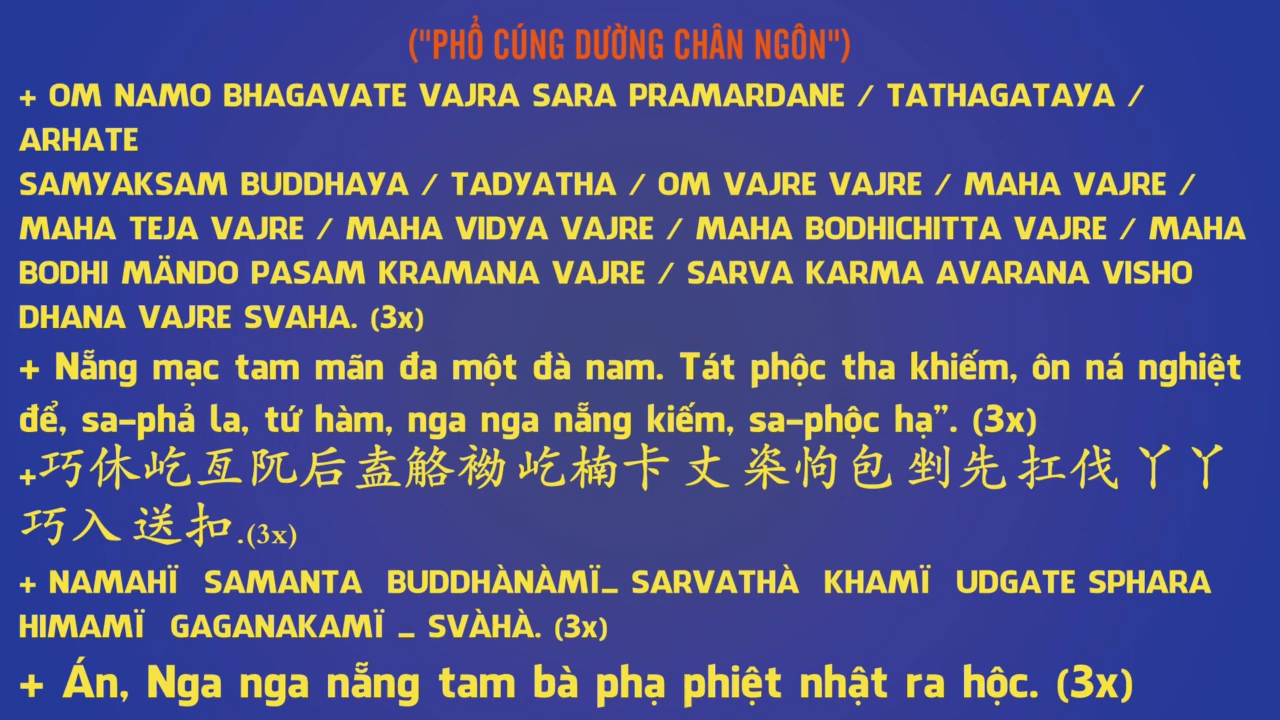 ("PHỔ CÚNG DƯỜNG CHÂN NGÔN")
+ OM NAMO BHAGAVATE VAJRA SARA PRAMARDANE / TATHAGATAYA /
ARHATE
SAMYAKSAM BUDDHAYA / TADYATHA / OM VAJRE VAJRE / MAHA VAJRE /
MAHA TEJA VAJRE / MAHA VIDYA VAJRE / MAHA BODHICHITTA VAJRE / MAHA
BODHI MÄNDO PASAM KRAMANA VAJRE / SARVA KARMA AVARANA VISHO
DHANA VAJRE SVAHA. (3x)
+ Nẵng mạc tam mãn đa một đà nam. Tát phộc tha khiếm, ôn ná nghiệt
để, sa-phả la, tứ hàm, nga nga nẵng kiếm, sa-phộc hạ”. (3x)
+巧休屹亙阢后盍觡袎屹楠卡丈栥怐包剉先扛伐丫丫
巧入送扣.(3x)
+ NAMAHÏ SAMANTA BUDDHÀNÀMÏ_ SARVATHÀ KHAMÏ UDGATE SPHARA
HIMAMÏ GAGANAKAMÏ _ SVÀHÀ. (3x)
+ Án, Nga nga nẵng tam bà phạ phiệt nhật ra hộc. (3x)